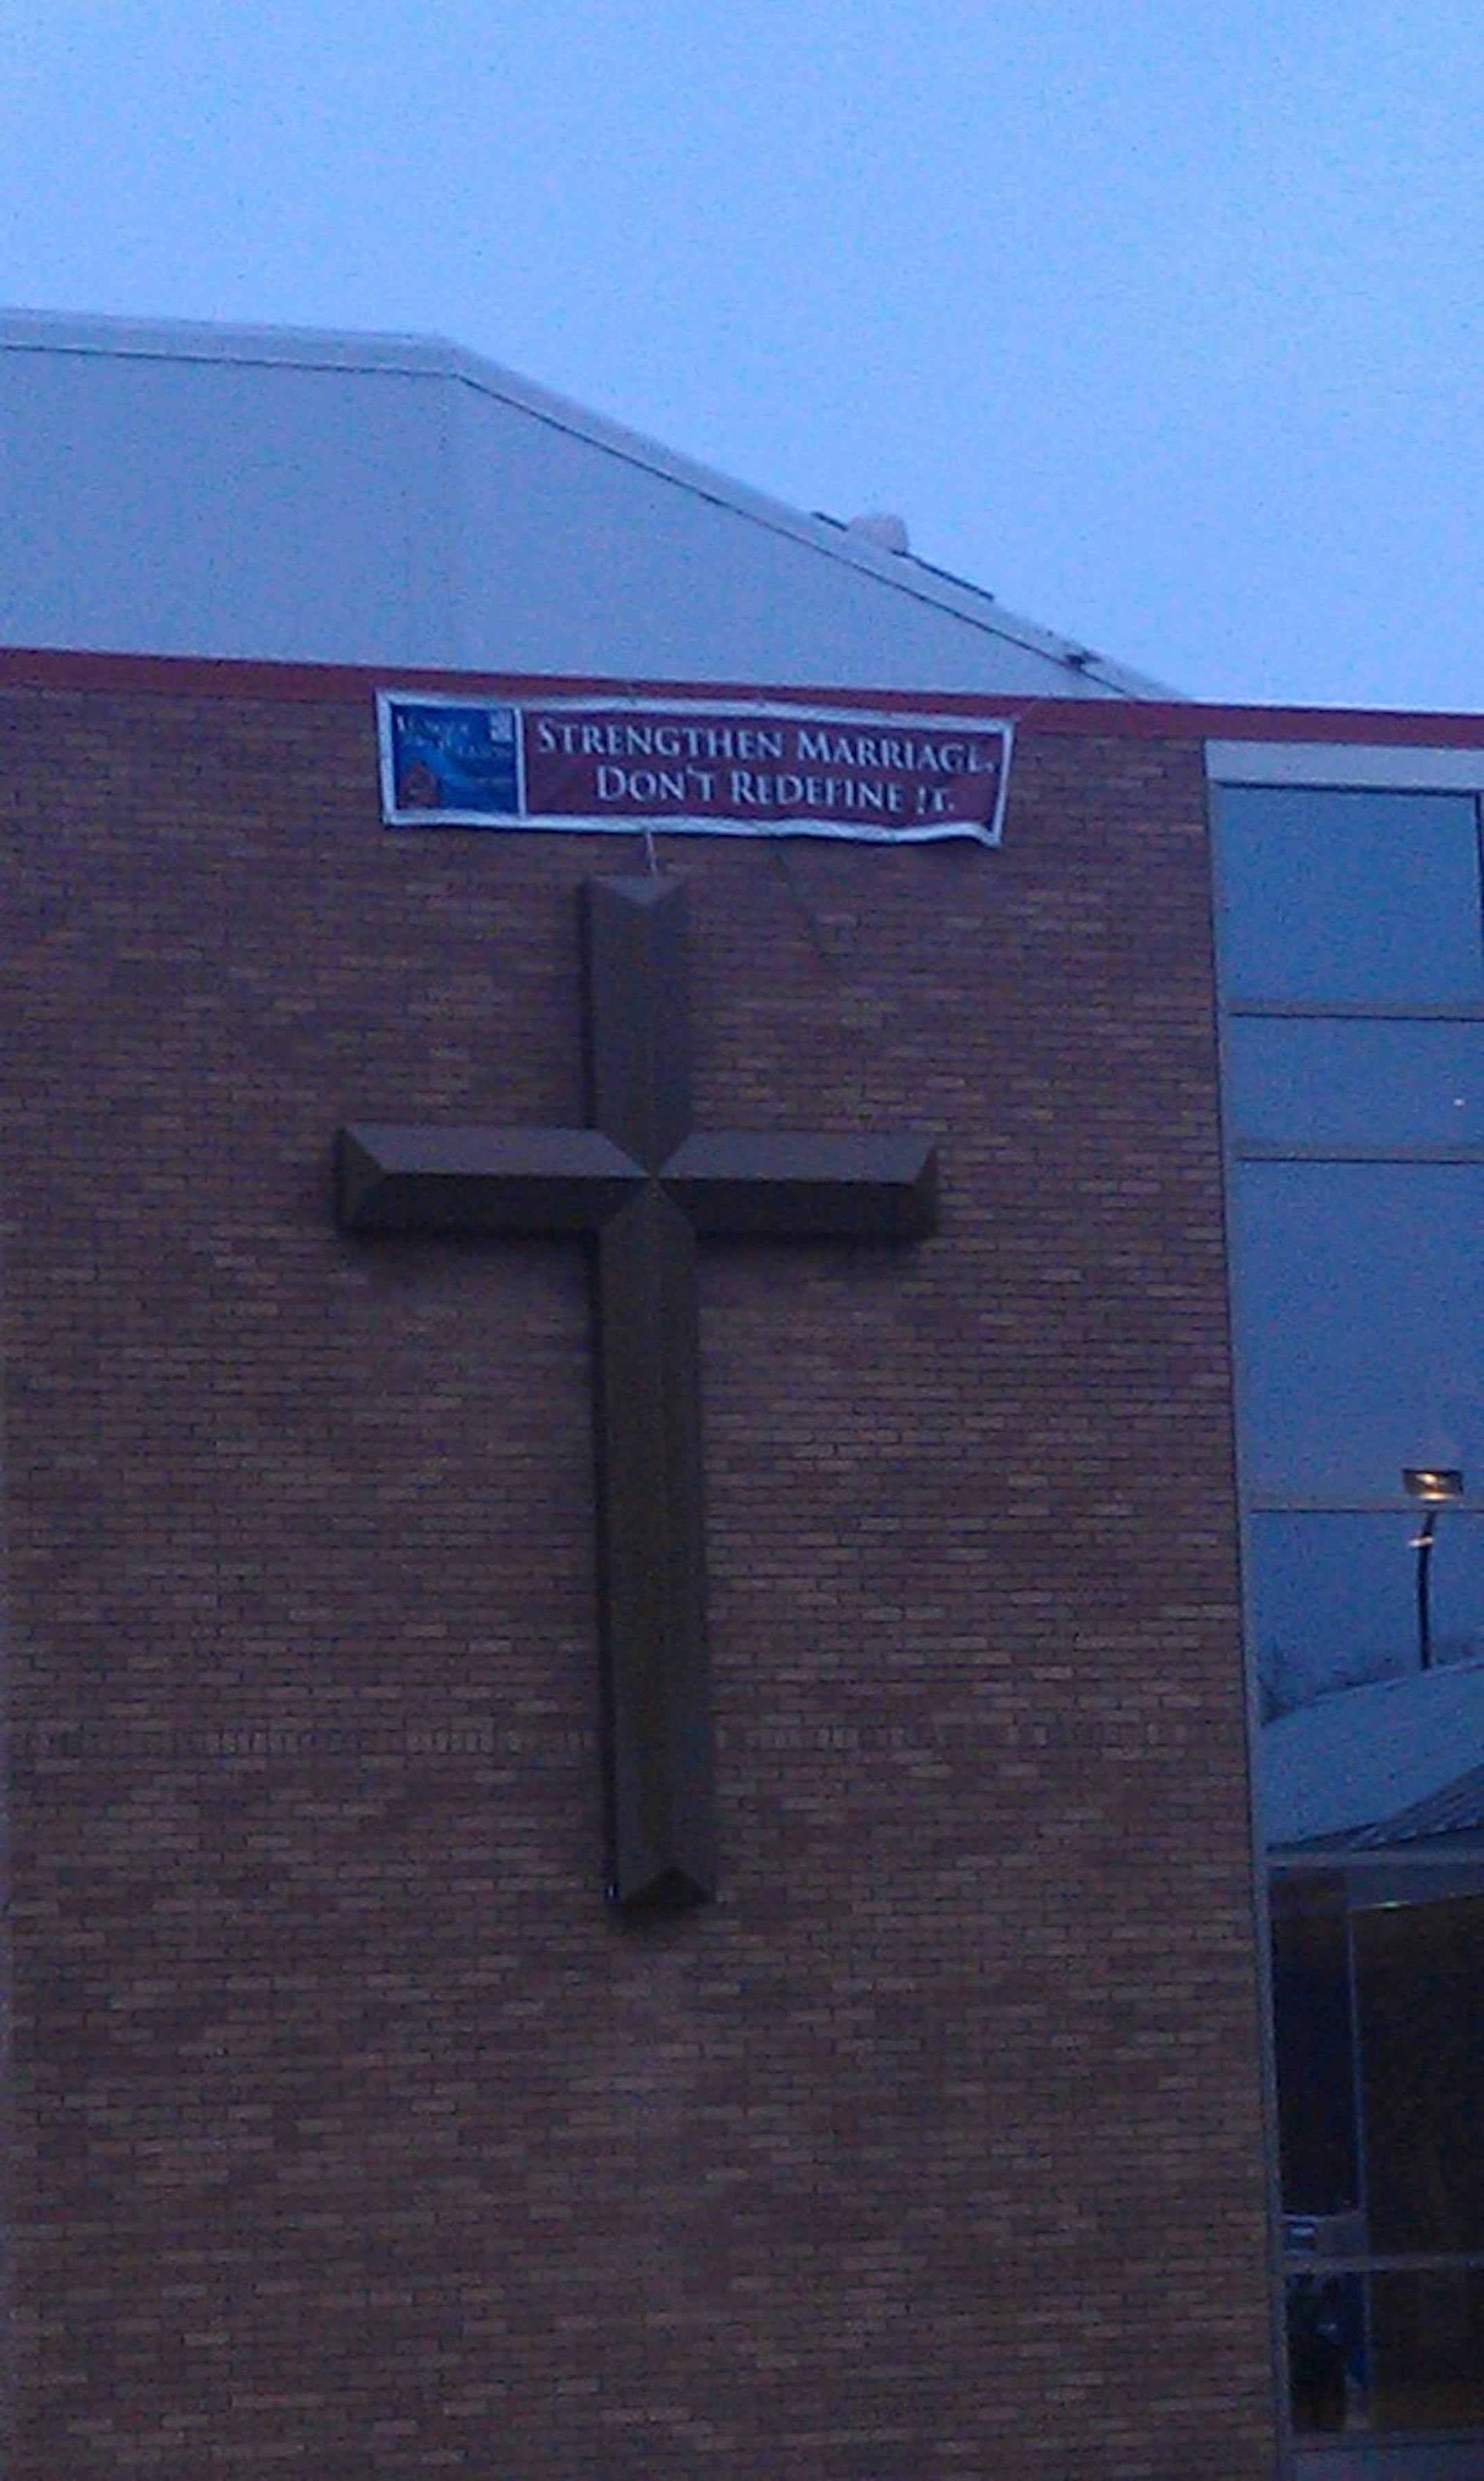 STRENGTHEN MARRIAGE.
DON'T REDEFINE IT.